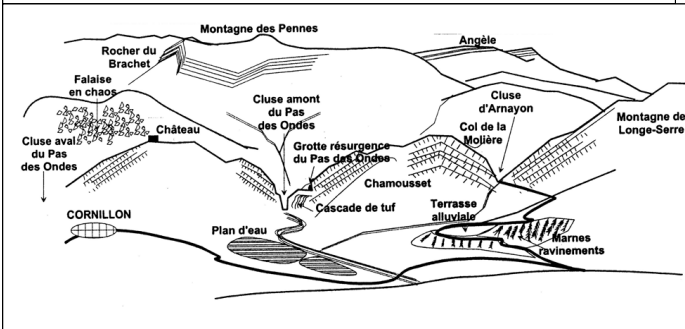 Montagne des Pennes
Angèle
Rocher du
Brachet
Falaise
en chaos
Cluse amont
du Pas
des Ondes
Cluse
d'Arnayon
Château
Col de la
Molière
Montagne de
Longe-Serre
Cluse aval
du Pas
des Ondes
Grotte résurgence
du Pas des Ondes
Chamousset
Cascade de tuf
Terrasse
alluviale
CORNILLON
Plan d'eau
Marnes
ravinements